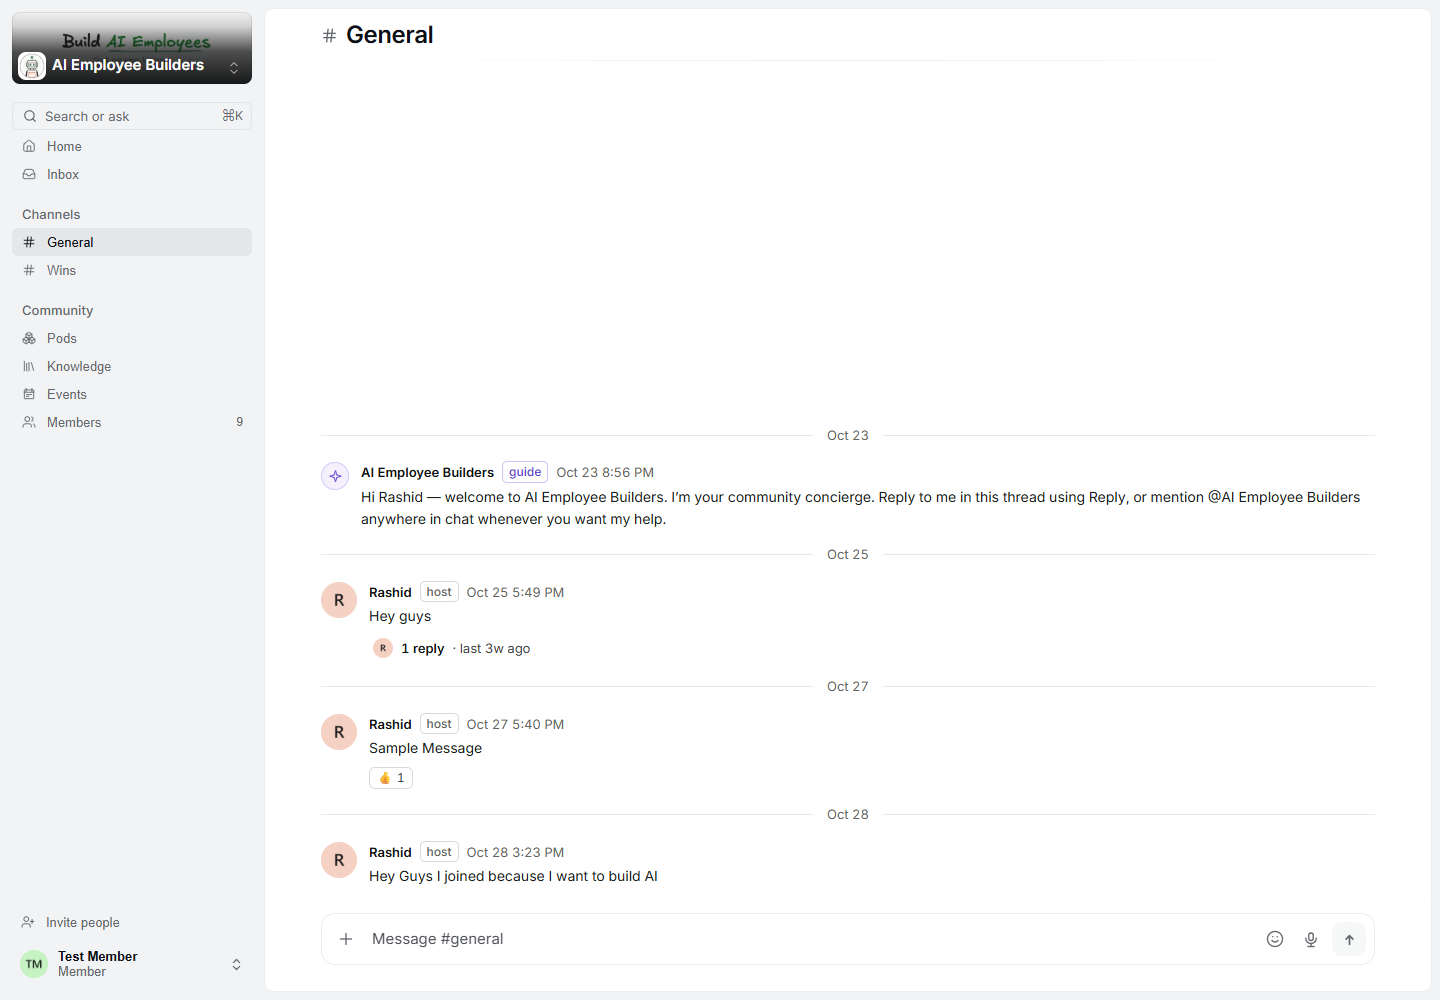 Build AI Employees
AI Employee Builders
Search or ask ⌘K
Home
Inbox
Channels
General
Wins
Community
Pods
Knowledge
Events
Members 9
Invite people
TM
Test Member
Member
# General
Oct 23
AI Employee Builders guide Oct 23 8:56 PM
Hi Rashid — welcome to AI Employee Builders. I’m your community concierge. Reply to me in this thread using Reply, or mention @AI Employee Builders
anywhere in chat whenever you want my help.
Oct 25
R
Rashid host Oct 25 5:49 PM
Hey guys
R 1 reply · last 3w ago
Oct 27
R
Rashid host Oct 27 5:40 PM
Sample Message
👍 1
Oct 28
R
Rashid host Oct 28 3:23 PM
Hey Guys I joined because I want to build AI
Message #general